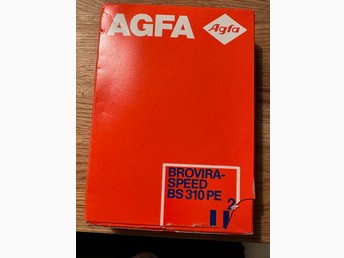 AGFA
Agfa
BROVIRA-
SPEED
BS 310 PE
2